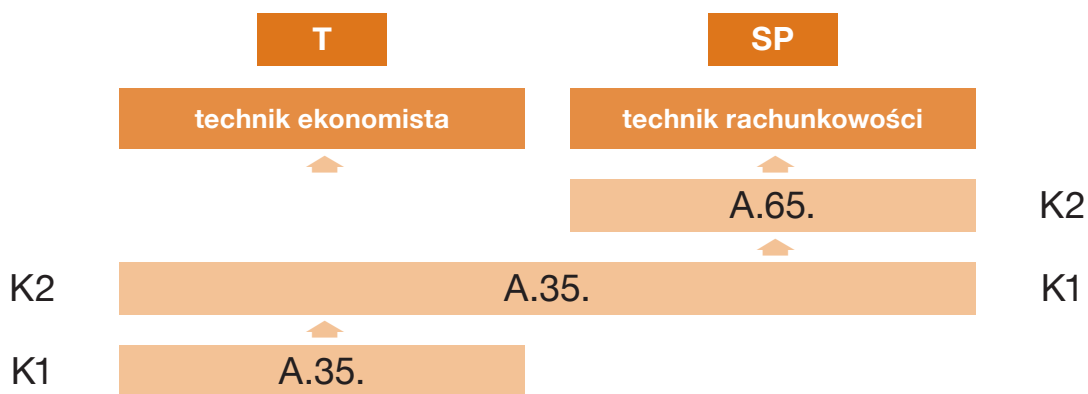 T SP
technik ekonomista technik rachunkowości
A.65. K2
K2 A.35. K1
K1 A.35.